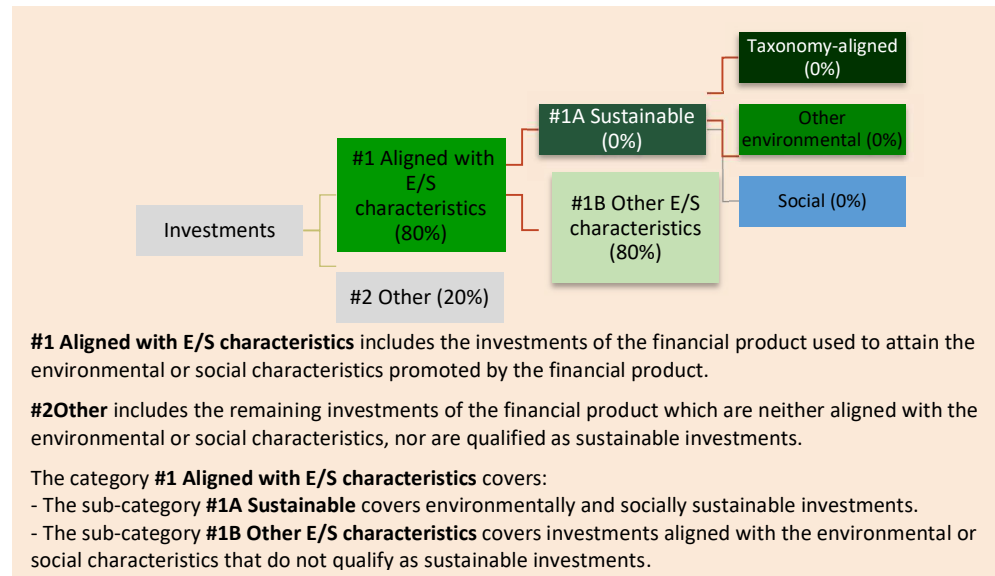 Taxonomy-aligned
(0%)
#1A Sustainable
(0%)
Other
environmental (0%)
#1 Aligned with
E/S
characteristics
(80%)
#1B Other E/S
characteristics
(80%)
Social (0%)
Investments
#2 Other (20%)
#1 Aligned with E/S characteristics includes the investments of the financial product used to attain the
environmental or social characteristics promoted by the financial product.
#2Other includes the remaining investments of the financial product which are neither aligned with the
environmental or social characteristics, nor are qualified as sustainable investments.
The category #1 Aligned with E/S characteristics covers:
- The sub-category #1A Sustainable covers environmentally and socially sustainable investments.
- The sub-category #1B Other E/S characteristics covers investments aligned with the environmental or
social characteristics that do not qualify as sustainable investments.